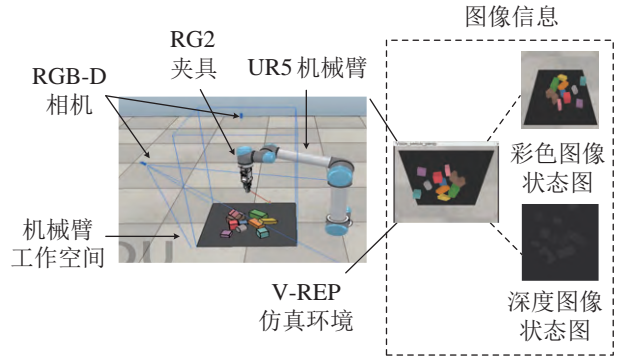 图像信息
RG2
夹具
UR5 机械臂
RGB-D
相机
彩色图像
状态图
机械臂
工作空间
V-REP
仿真环境
深度图像
状态图